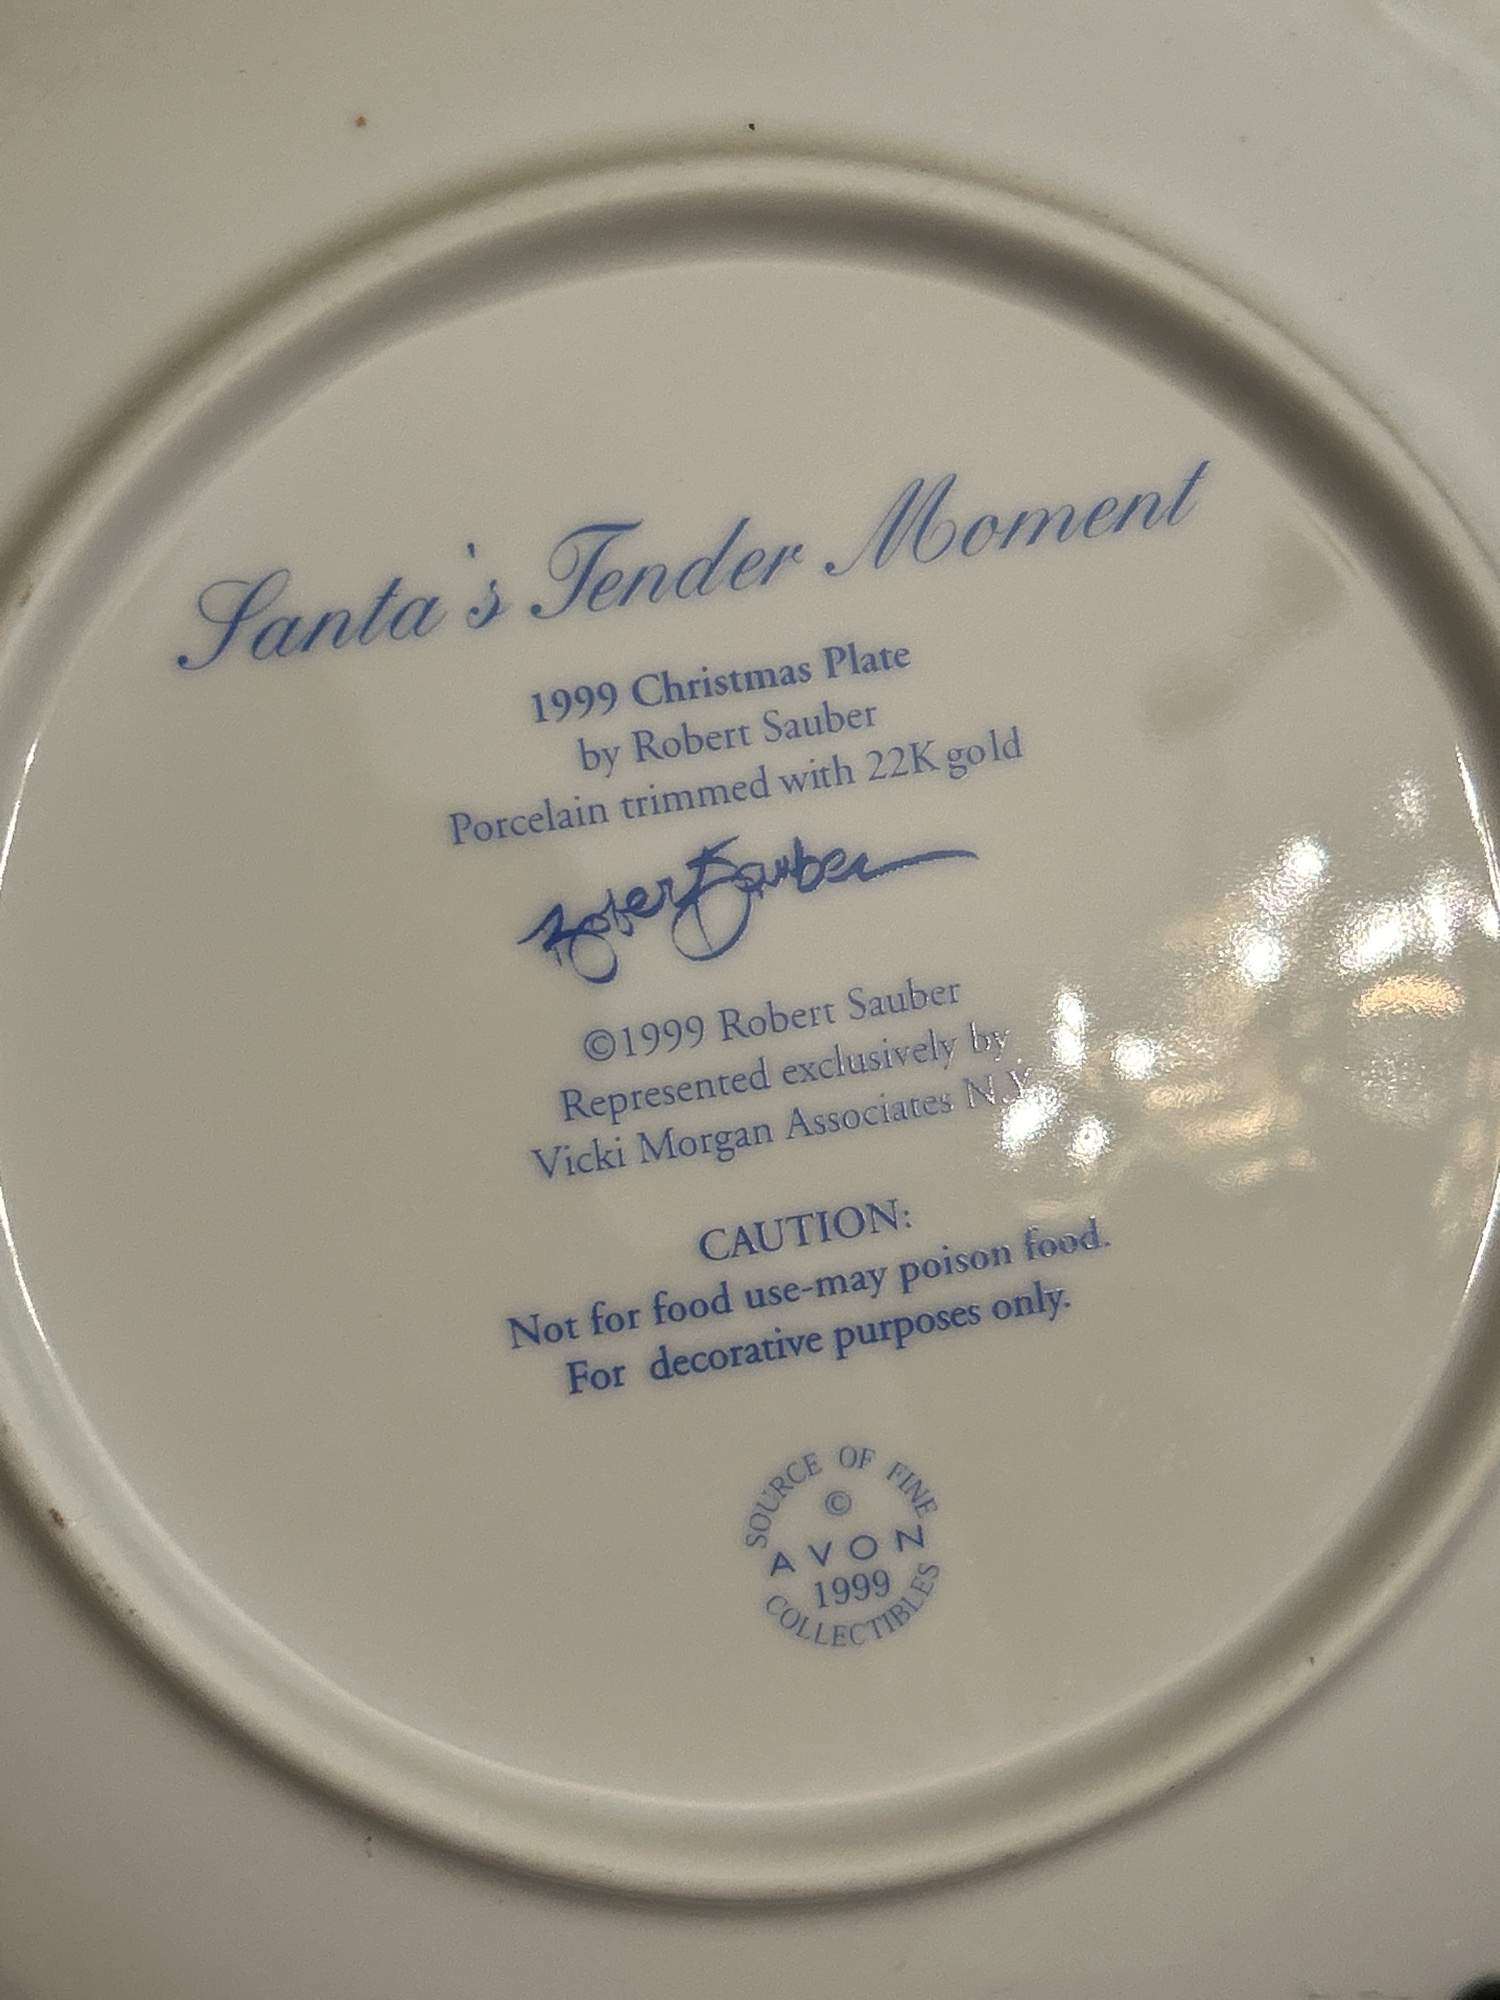 Santa's Tender Moment
1999 Christmas Plate
by Robert Sauber
Porcelain trimmed with 22K gold
Robert Sauber
©1999 Robert Sauber
Represented exclusively by
Vicki Morgan Associates N.Y.
CAUTION:
Not for food use-may poison food.
For decorative purposes only.
SOURCE OF FINE
©
AVON
1999
COLLECTIBLES